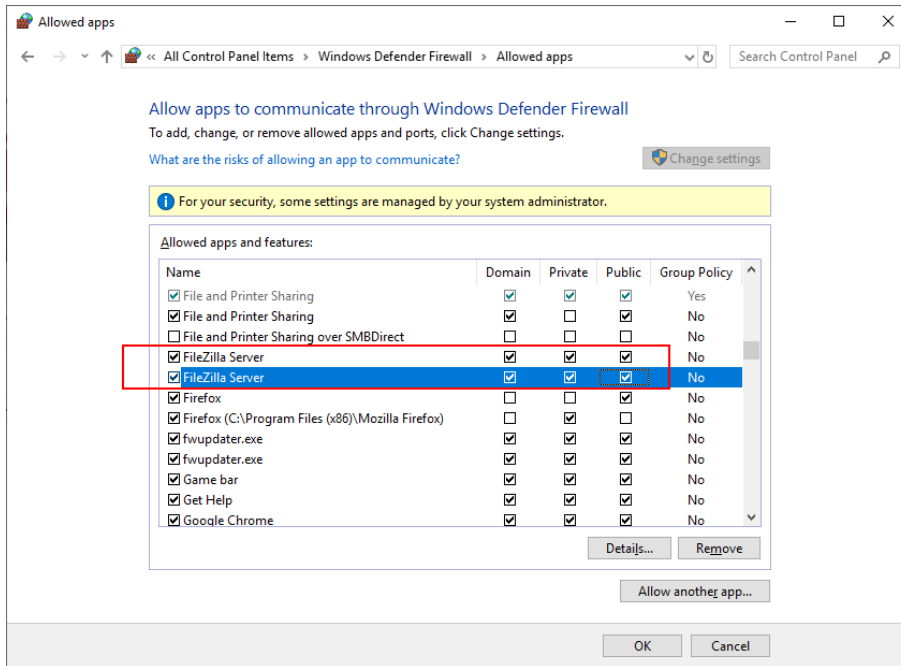 Allowed apps
« All Control Panel Items > Windows Defender Firewall > Allowed apps
Search Control Panel
Allow apps to communicate through Windows Defender Firewall
To add, change, or remove allowed apps and ports, click Change settings.
What are the risks of allowing an app to communicate?
Change settings
For your security, some settings are managed by your system administrator.
Allowed apps and features:
Name Domain Private Public Group Policy
File and Printer Sharing Yes
File and Printer Sharing No
File and Printer Sharing over SMBDirect No
FileZilla Server No
FileZilla Server No
Firefox No
Firefox (C:\Program Files (x86)\Mozilla Firefox) No
fwupdater.exe No
fwupdater.exe No
Game bar No
Get Help No
Google Chrome No
Details... Remove
Allow another app...
OK Cancel